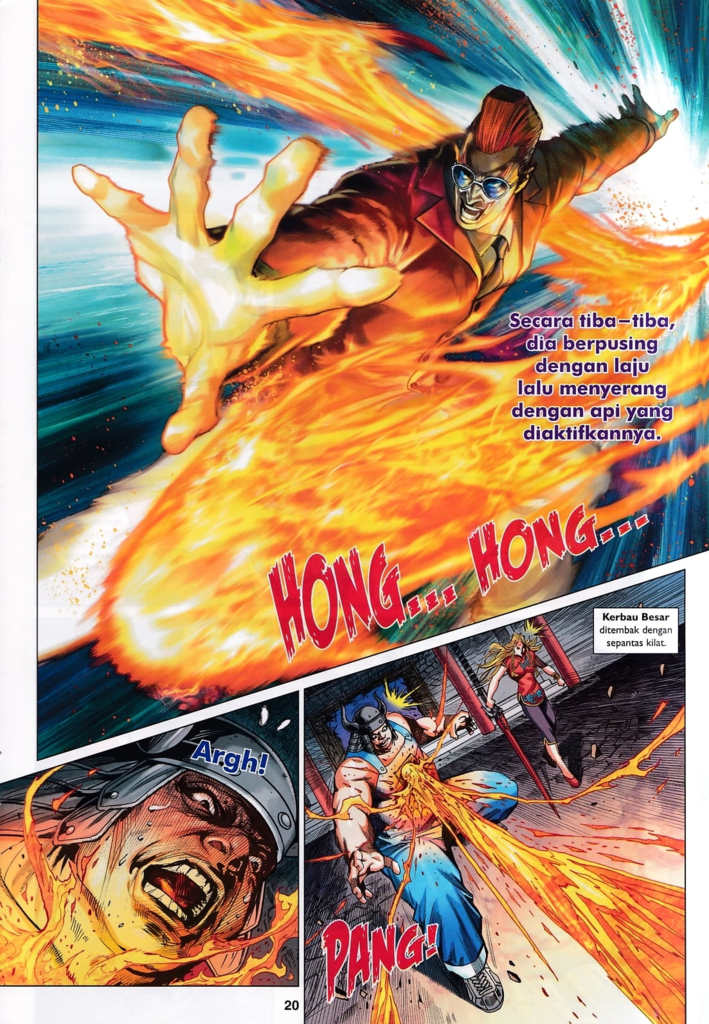 Secara tiba-tiba,
dia berpusing
dengan laju
lalu menyerang
dengan api yang
diaktifkannya.
HONG... HONG...
Kerbau Besar
ditembak dengan
sepantas kilat.
Argh!
PANG!
20